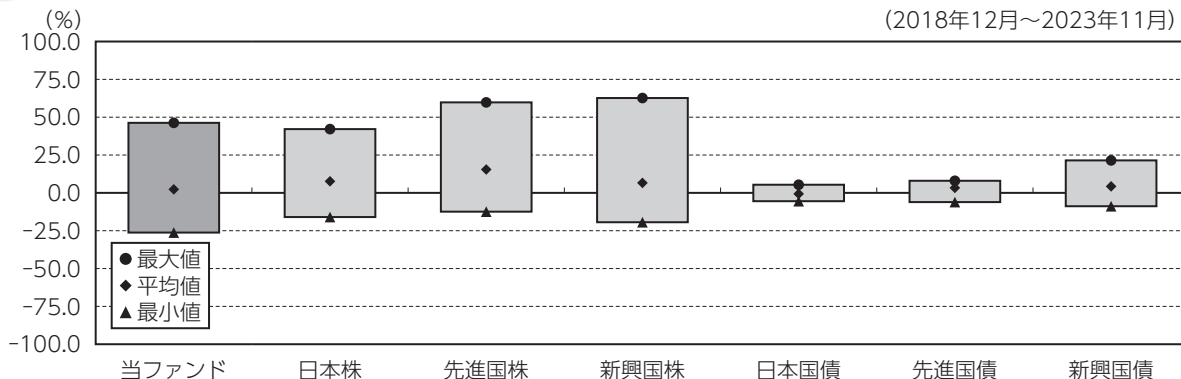 (%)
(2018年12月～2023年11月)
100.0
75.0
50.0
25.0
0.0
-25.0
-50.0
-75.0
-100.0
●最大値
◆平均値
▲最小値
当ファンド 日本株 先進国株 新興国株 日本国債 先進国債 新興国債